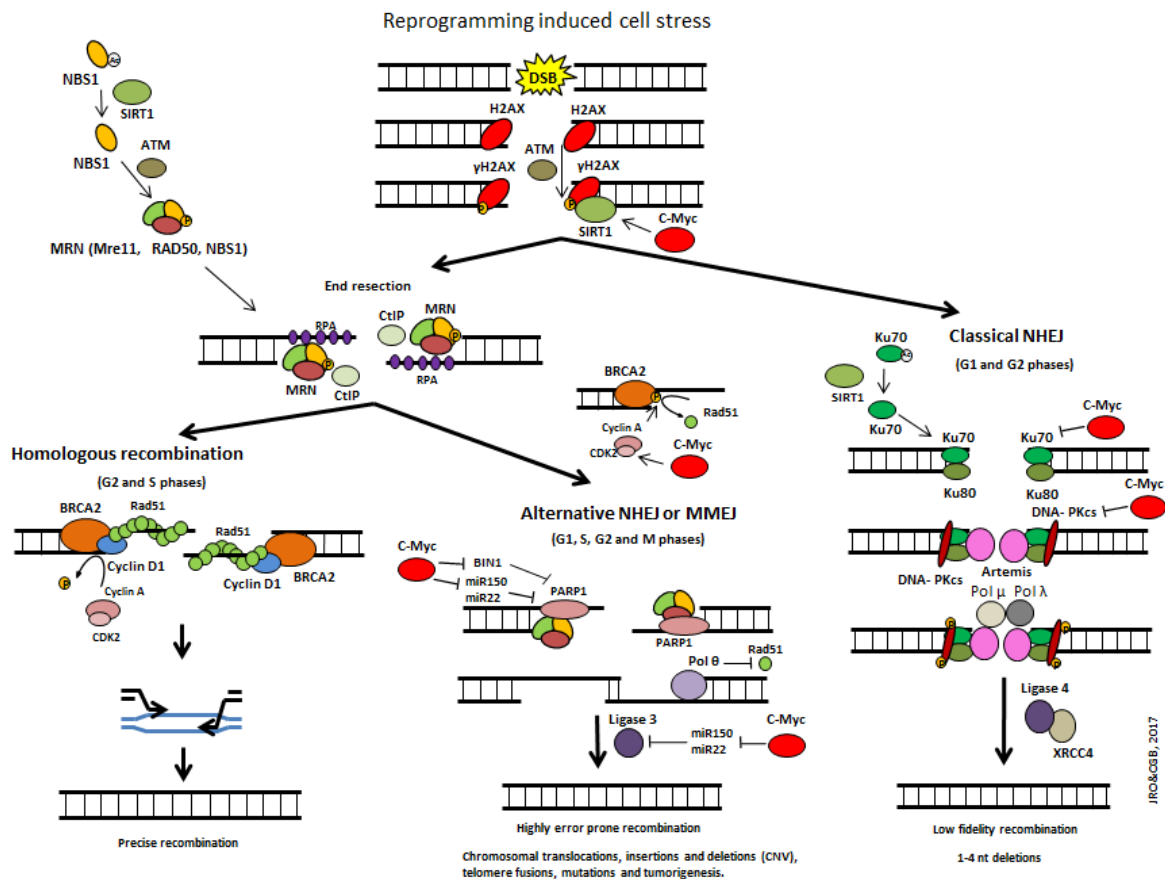 Reprogramming induced cell stress
Ac
NBS1
SIRT1
NBS1
ATM
P
MRN (Mre11, RAD50, NBS1)
DSB
H2AX
H2AX
ATM
γH2AX
γH2AX
P
P
SIRT1
C-Myc
End resection
RPA
CtIP
MRN
P
P
MRN
CtIP
RPA
Classical NHEJ
(G1 and G2 phases)
Ku70
Ac
SIRT1
Ku70
C-Myc
Ku70
Ku70
Ku80
Ku80
C-Myc
DNA- PKcs
DNA- PKcs
Artemis
Pol μ
Pol λ
P
P
P
P
Ligase 4
XRCC4
Low fidelity recombination
1-4 nt deletions
BRCA2
P
Rad51
Cyclin A
CDK2
C-Myc
Homologous recombination
(G2 and S phases)
BRCA2
Rad51
Rad51
Cyclin D1
Cyclin D1
BRCA2
P
Cyclin A
CDK2
Precise recombination
Alternative NHEJ or MMEJ
(G1, S, G2 and M phases)
C-Myc
BIN1
miR150
miR22
PARP1
PARP1
Pol θ
Rad51
Ligase 3
miR150
miR22
C-Myc
Highly error prone recombination
Chromosomal translocations, insertions and deletions (CNV),
telomere fusions, mutations and tumorigenesis.
JRO&CGB, 2017